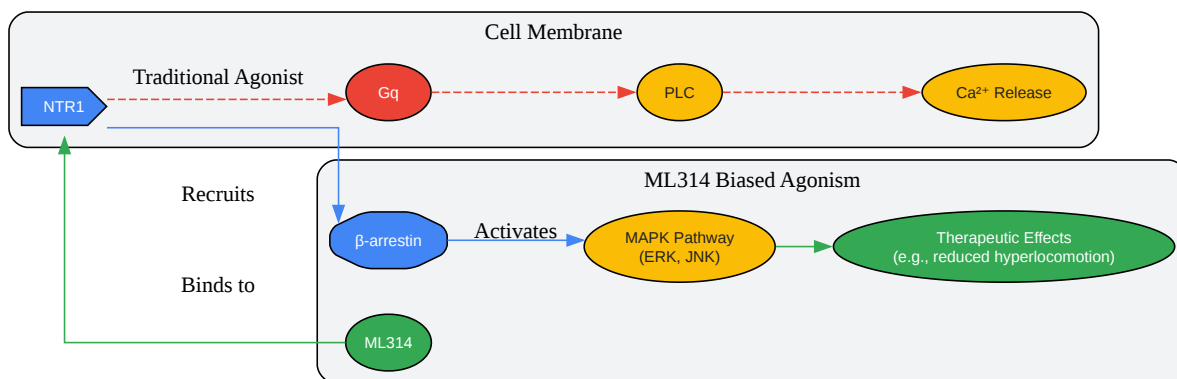 Cell Membrane
Traditional Agonist
NTR1
Gq
PLC
Ca²⁺ Release
ML314 Biased Agonism
Recruits
β-arrestin
Activates
MAPK Pathway
(ERK, JNK)
Therapeutic Effects
(e.g., reduced hyperlocomotion)
Binds to
ML314